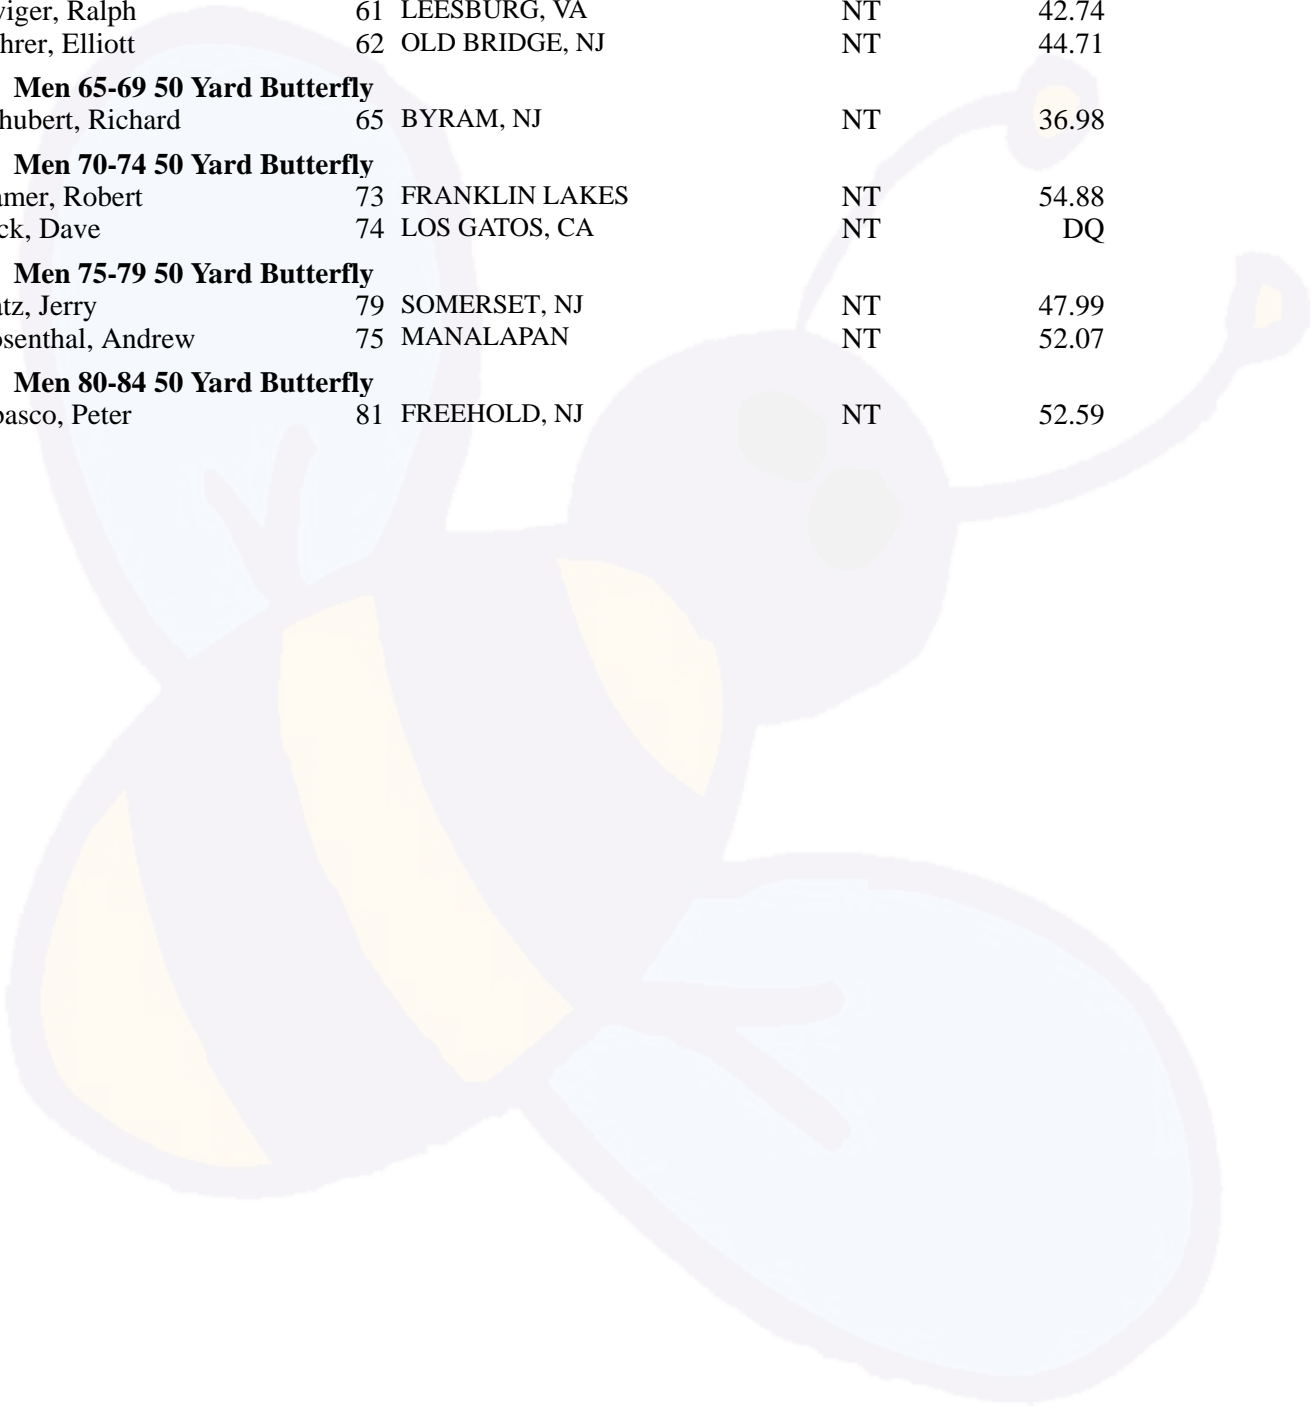 viger, Ralph 61 LEESBURG, VA NT 42.74
hrer, Elliott 62 OLD BRIDGE, NJ NT 44.71
Men 65-69 50 Yard Butterfly
hubert, Richard 65 BYRAM, NJ NT 36.98
Men 70-74 50 Yard Butterfly
amer, Robert 73 FRANKLIN LAKES NT 54.88
ck, Dave 74 LOS GATOS, CA NT DQ
Men 75-79 50 Yard Butterfly
atz, Jerry 79 SOMERSET, NJ NT 47.99
osenthal, Andrew 75 MANALAPAN NT 52.07
Men 80-84 50 Yard Butterfly
basco, Peter 81 FREEHOLD, NJ NT 52.59